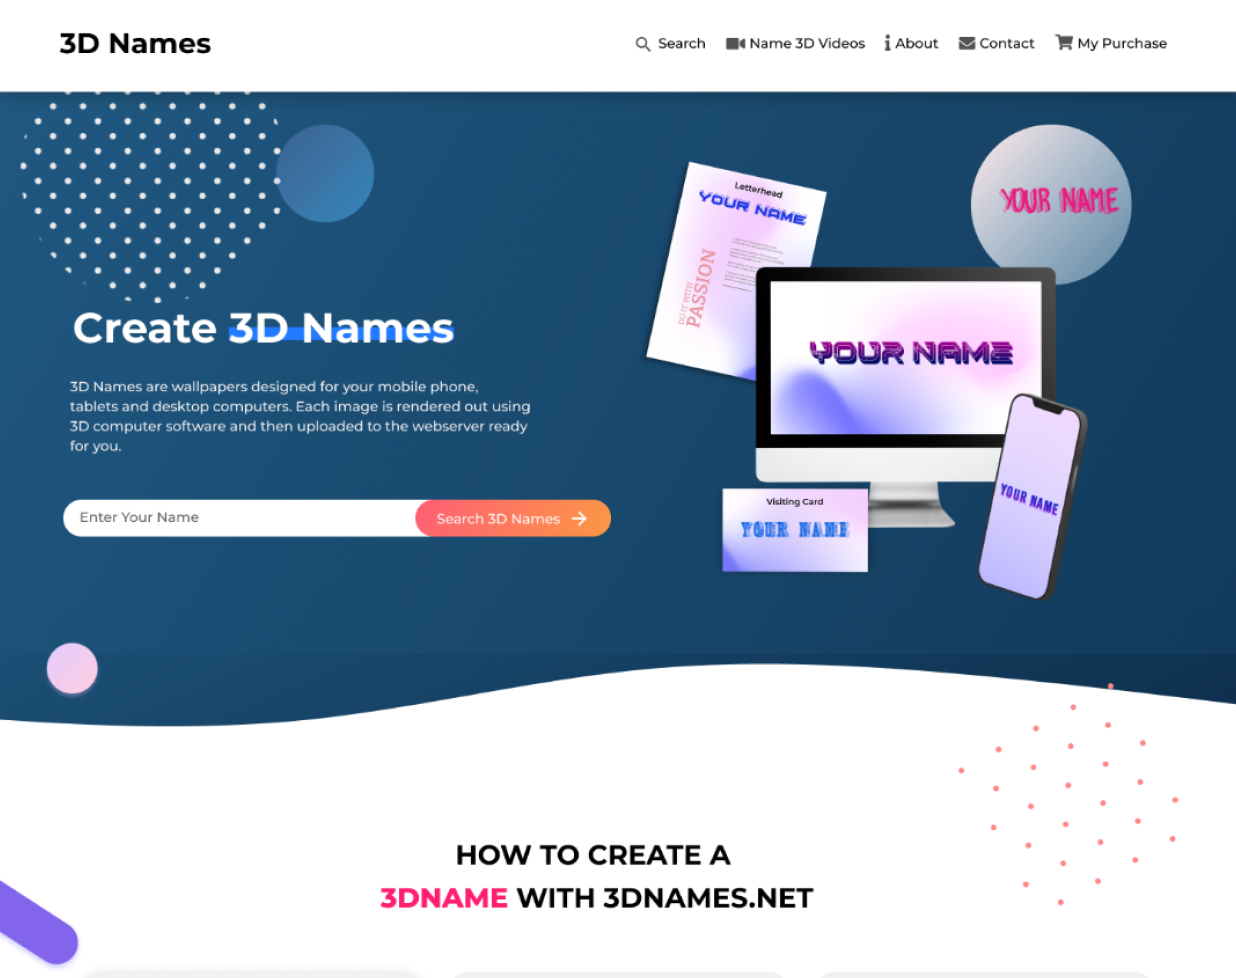 3D Names
Search
Name 3D Videos
About
Contact
My Purchase
Letterhead
YOUR NAME
DO IT WITH
PASSION
YOUR NAME
YOUR NAME
YOUR NAME
Visiting Card
YOUR NAME
Create 3D Names
3D Names are wallpapers designed for your mobile phone,
tablets and desktop computers. Each image is rendered out using
3D computer software and then uploaded to the webserver ready
for you.
Enter Your Name
Search 3D Names
HOW TO CREATE A
3DNAME WITH 3DNAMES.NET